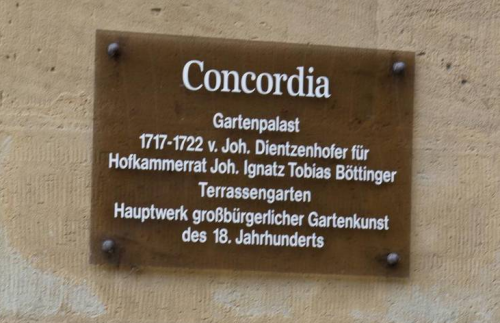 Concordia
Gartenpalast
1717-1722 v. Joh. Dientzenhofer für
Hofkammerrat Joh. Ignatz Tobias Böttinger
Terrassengarten
Hauptwerk großbürgerlicher Gartenkunst
des 18. Jahrhunderts